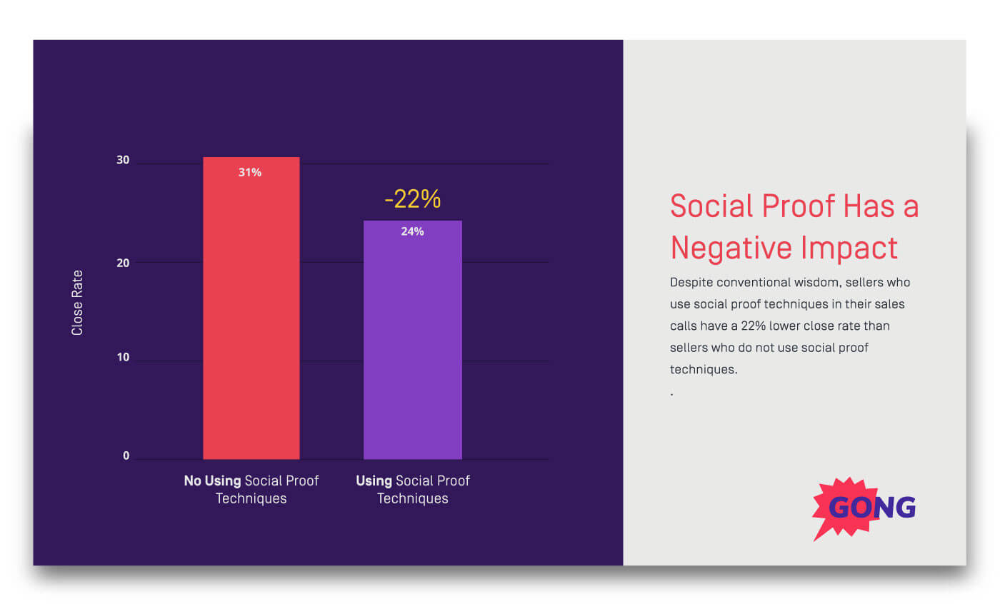 30
31%
-22%
24%
20
Close Rate
10
0
No Using Social Proof
Techniques
Using Social Proof
Techniques
Social Proof Has a
Negative Impact
Despite conventional wisdom, sellers who
use social proof techniques in their sales
calls have a 22% lower close rate than
sellers who do not use social proof
techniques.
.
GONG